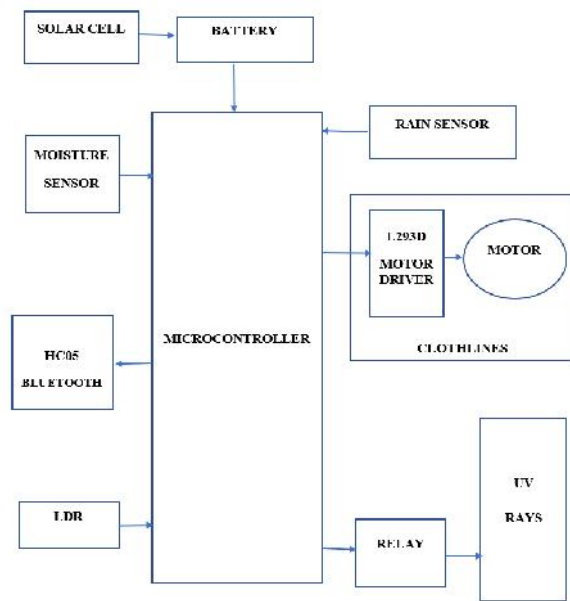 SOLAR CELL
BATTERY
RAIN SENSOR
MOISTURE
SENSOR
L293D
MOTOR
DRIVER
MOTOR
CLOTHLINES
MICROCONTROLLER
HC05
BLUETOOTH
LDR
RELAY
UV
RAYS